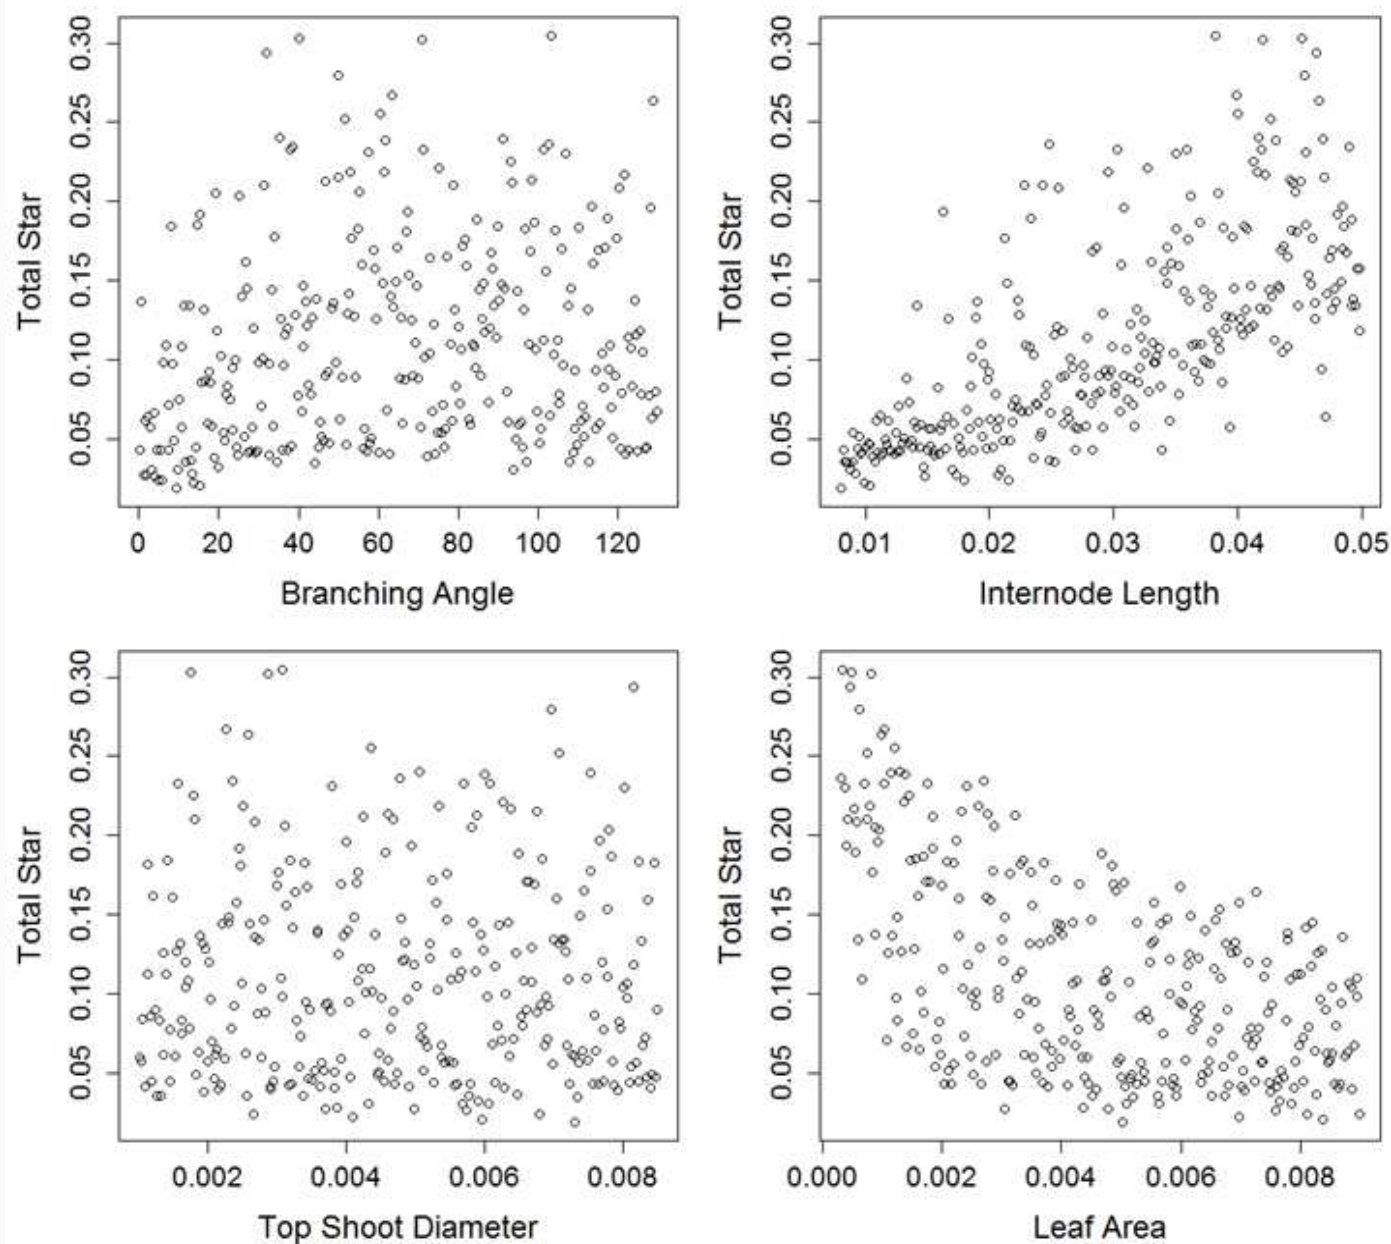 0.30
0.25
0.20
0.15
0.10
0.05
Total Star
0 20 40 60 80 100 120
Branching Angle
0.30
0.25
0.20
0.15
0.10
0.05
Total Star
0.01 0.02 0.03 0.04 0.05
Internode Length
0.30
0.25
0.20
0.15
0.10
0.05
Total Star
0.002 0.004 0.006 0.008
Top Shoot Diameter
0.30
0.25
0.20
0.15
0.10
0.05
Total Star
0.000 0.002 0.004 0.006 0.008
Leaf Area